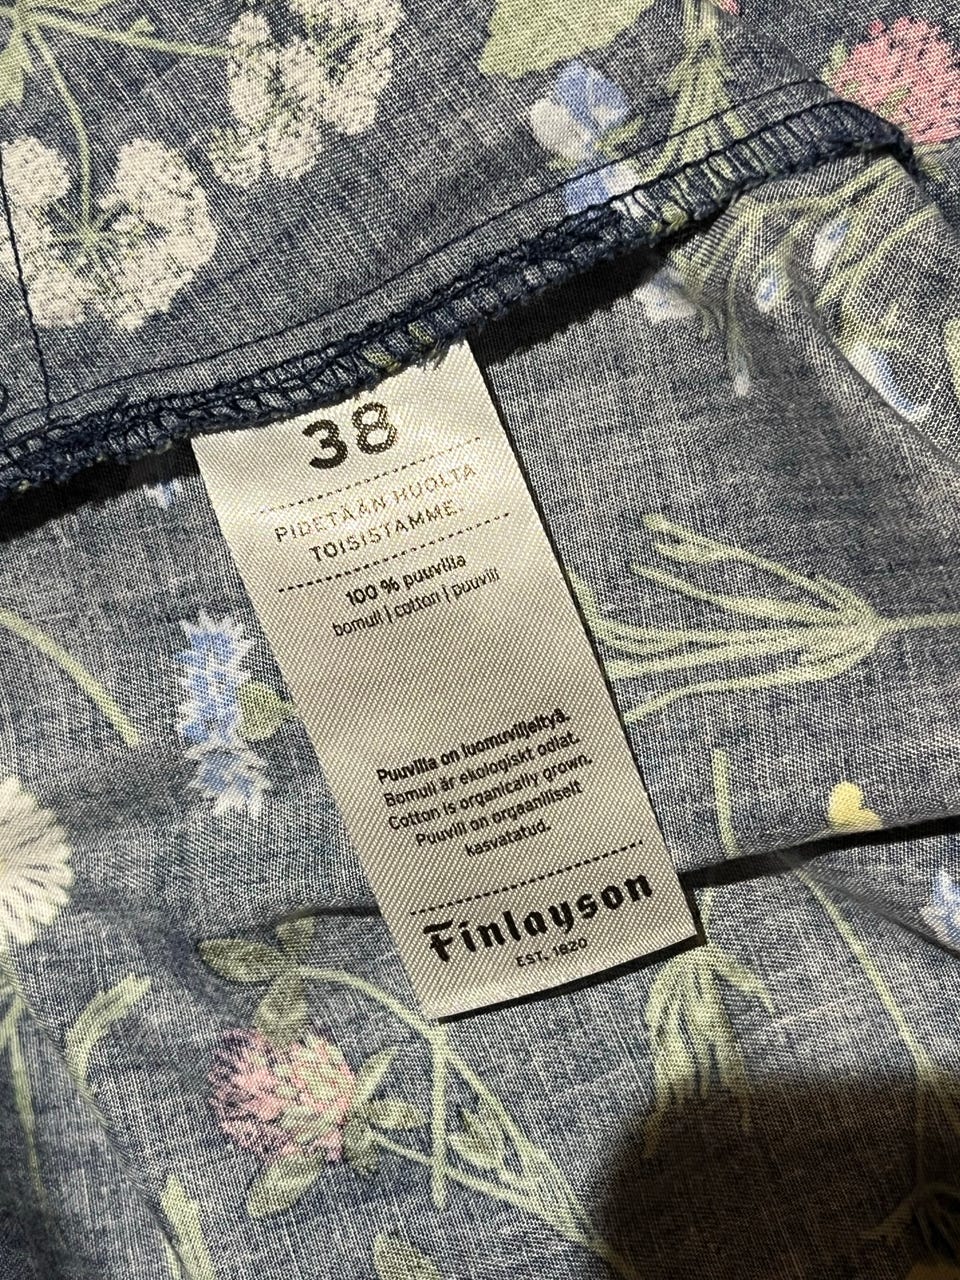 38
PIDETÄÄN HUOLTA
TOISISTAMME.
100 % puuvilla
bomull | cotton | puuvill
Puuvilla on luomuviljeltyä.
Bomull är ekologiskt odlat.
Cotton is organically grown.
Puuvill on orgaaniliselt
kasvatatud.
Finlayson
EST. 1820